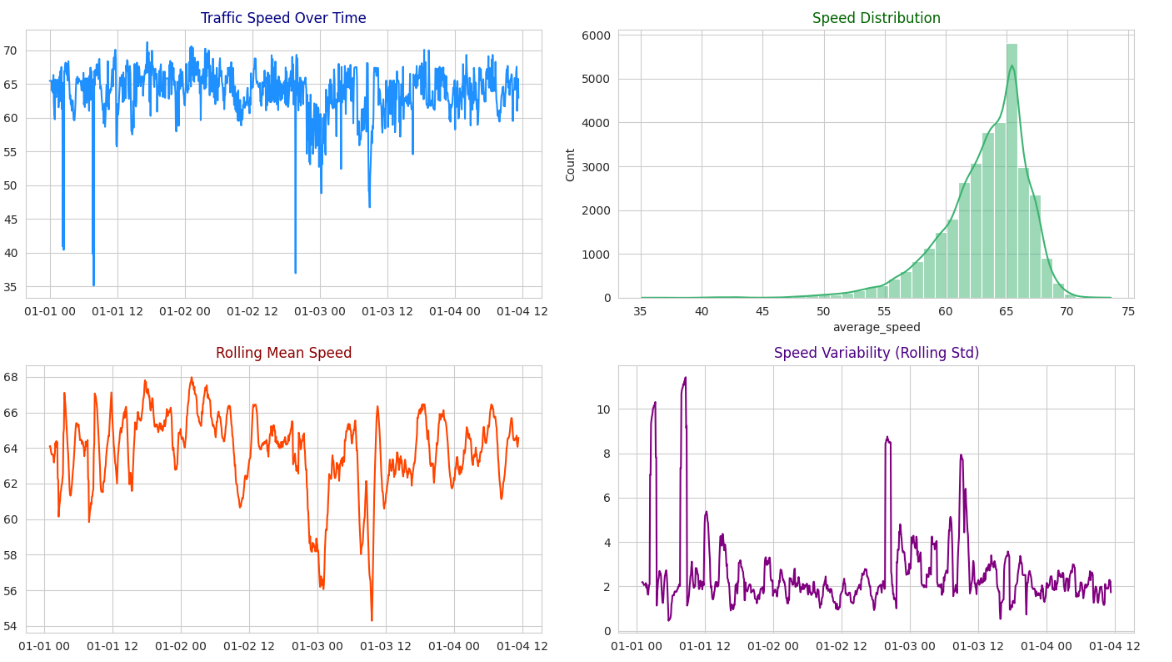 Traffic Speed Over Time
70
65
60
55
50
45
40
35
01-01 00 01-01 12 01-02 00 01-02 12 01-03 00 01-03 12 01-04 00 01-04 12
Speed Distribution
Count
6000
5000
4000
3000
2000
1000
0
35 40 45 50 55 60 65 70 75
average_speed
Rolling Mean Speed
68
66
64
62
60
58
56
54
01-01 00 01-01 12 01-02 00 01-02 12 01-03 00 01-03 12 01-04 00 01-04 12
Speed Variability (Rolling Std)
10
8
6
4
2
0
01-01 00 01-01 12 01-02 00 01-02 12 01-03 00 01-03 12 01-04 00 01-04 12